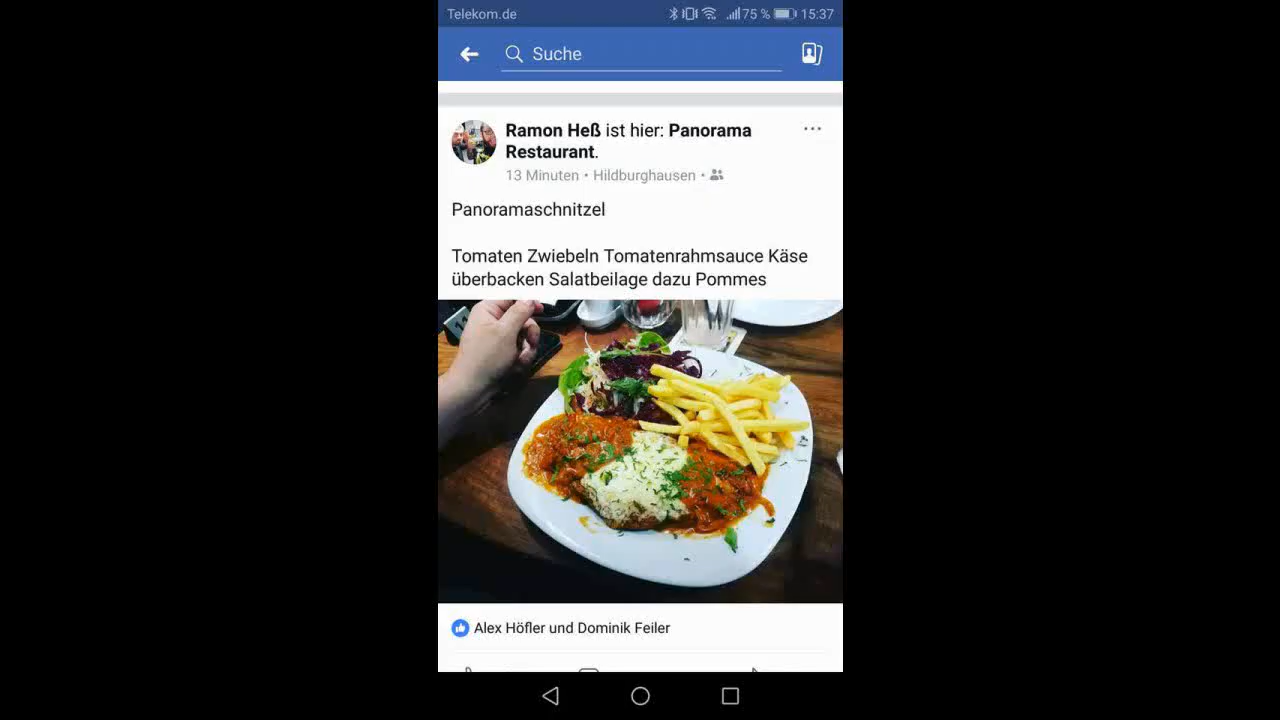 Telekom.de 75 % 15:37
Suche
Ramon Heß ist hier: Panorama
Restaurant.
13 Minuten • Hildburghausen •
Panoramaschnitzel
Tomaten Zwiebeln Tomatenrahmsauce Käse
überbacken Salatbeilage dazu Pommes
11
Alex Höfler und Dominik Feiler